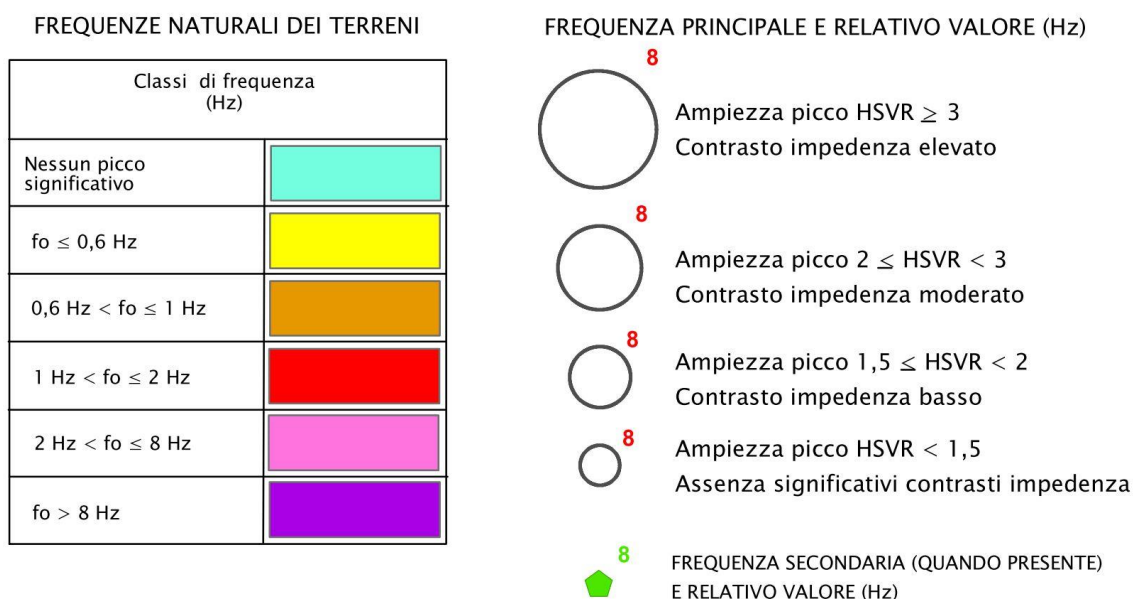 FREQUENZE NATURALI DEI TERRENI
Classi di frequenza
(Hz)
Nessun picco
significativo
fo ≤ 0,6 Hz
0,6 Hz < fo ≤ 1 Hz
1 Hz < fo ≤ 2 Hz
2 Hz < fo ≤ 8 Hz
fo > 8 Hz
FREQUENZA PRINCIPALE E RELATIVO VALORE (Hz)
8
Ampiezza picco HSVR ≥ 3
Contrasto impedenza elevato
8
Ampiezza picco 2 ≤ HSVR < 3
Contrasto impedenza moderato
8
Ampiezza picco 1,5 ≤ HSVR < 2
Contrasto impedenza basso
8
Ampiezza picco HSVR < 1,5
Assenza significativi contrasti impedenza
8
FREQUENZA SECONDARIA (QUANDO PRESENTE)
E RELATIVO VALORE (Hz)